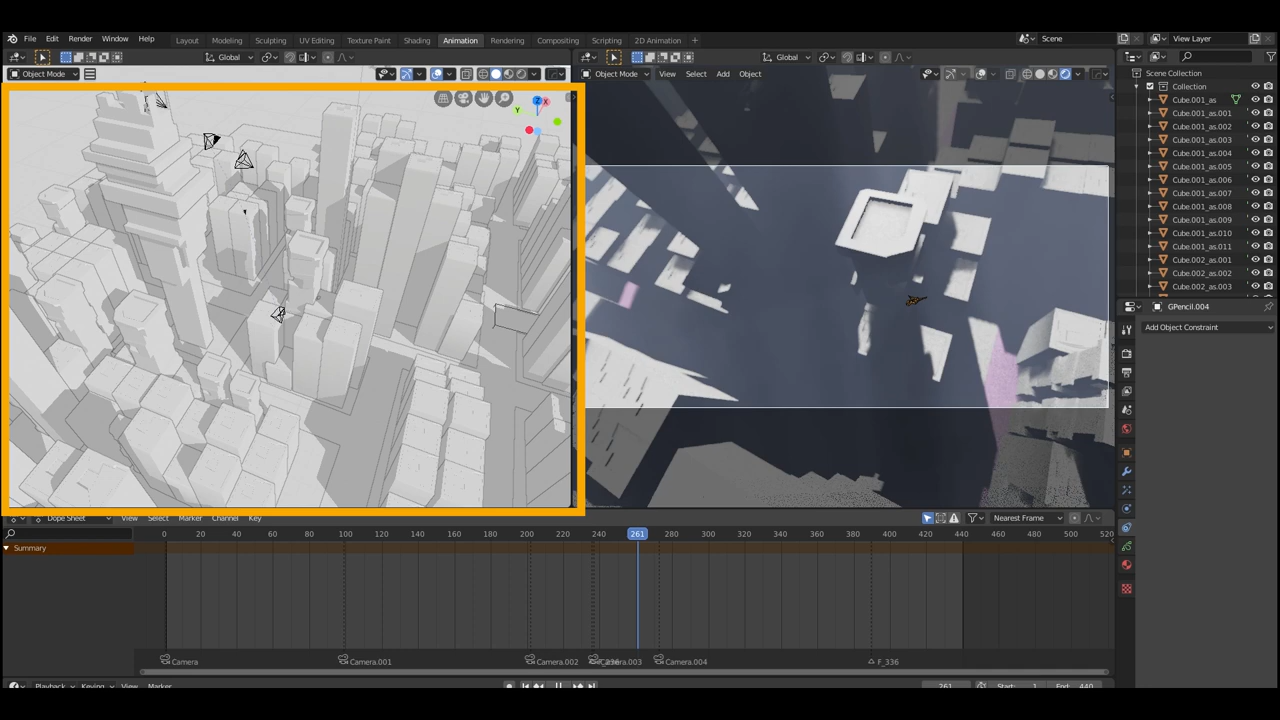 File Edit Render Window Help Layout Modeling Sculpting UV Editing Texture Paint Shading Animation Rendering Compositing Scripting 2D Animation Scene View Layer
Global Global
Object Mode Object Mode View Select Add Object
Scene Collection
Collection
Cube.001_as
Cube.001_as.001
Cube.001_as.002
Cube.001_as.003
Cube.001_as.004
Cube.001_as.005
Cube.001_as.006
Cube.001_as.007
Cube.001_as.008
Cube.001_as.009
Cube.001_as.010
Cube.001_as.011
Cube.002_as.001
Cube.002_as.002
Cube.002_as.003
Z X
Y
GPencil.004
Add Object Constraint
Dope Sheet View Select Marker Channel Key Nearest Frame
0 20 40 60 80 100 120 140 160 180 200 220 240 261 280 300 320 340 360 380 400 420 440 460 480 500 520
Summary
Camera Camera.001 Camera.002 Camera.004 F_336
Playback Keying View Marker 261 Start: 1 End: 440